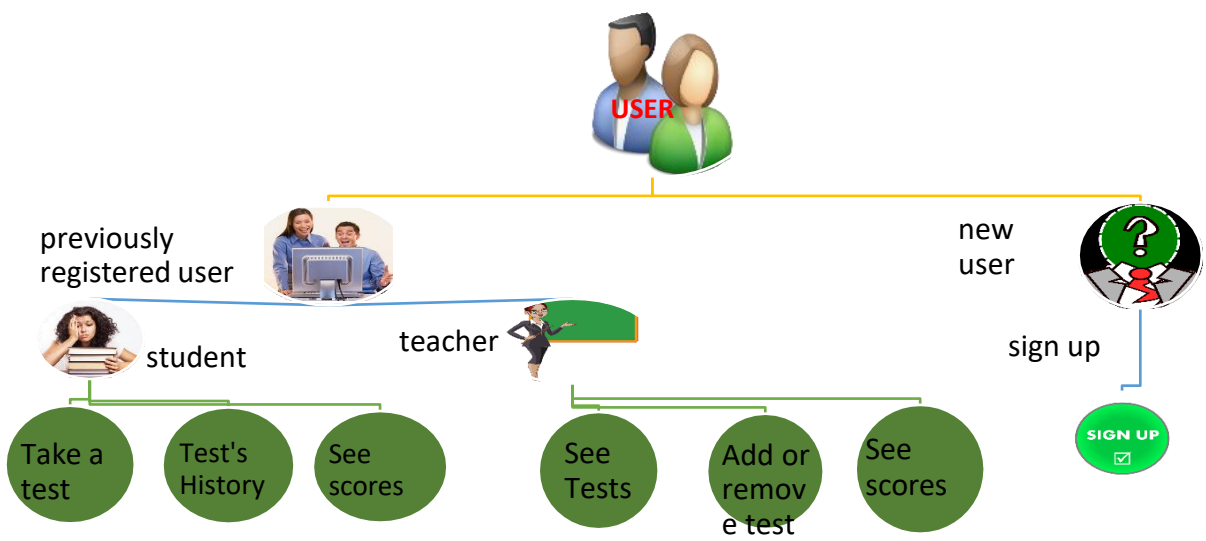 USER
previously
registered user
new
user
student
teacher
sign up
Take a
test
Test's
History
See
scores
See
Tests
Add or
remov
e test
See
scores
SIGN UP